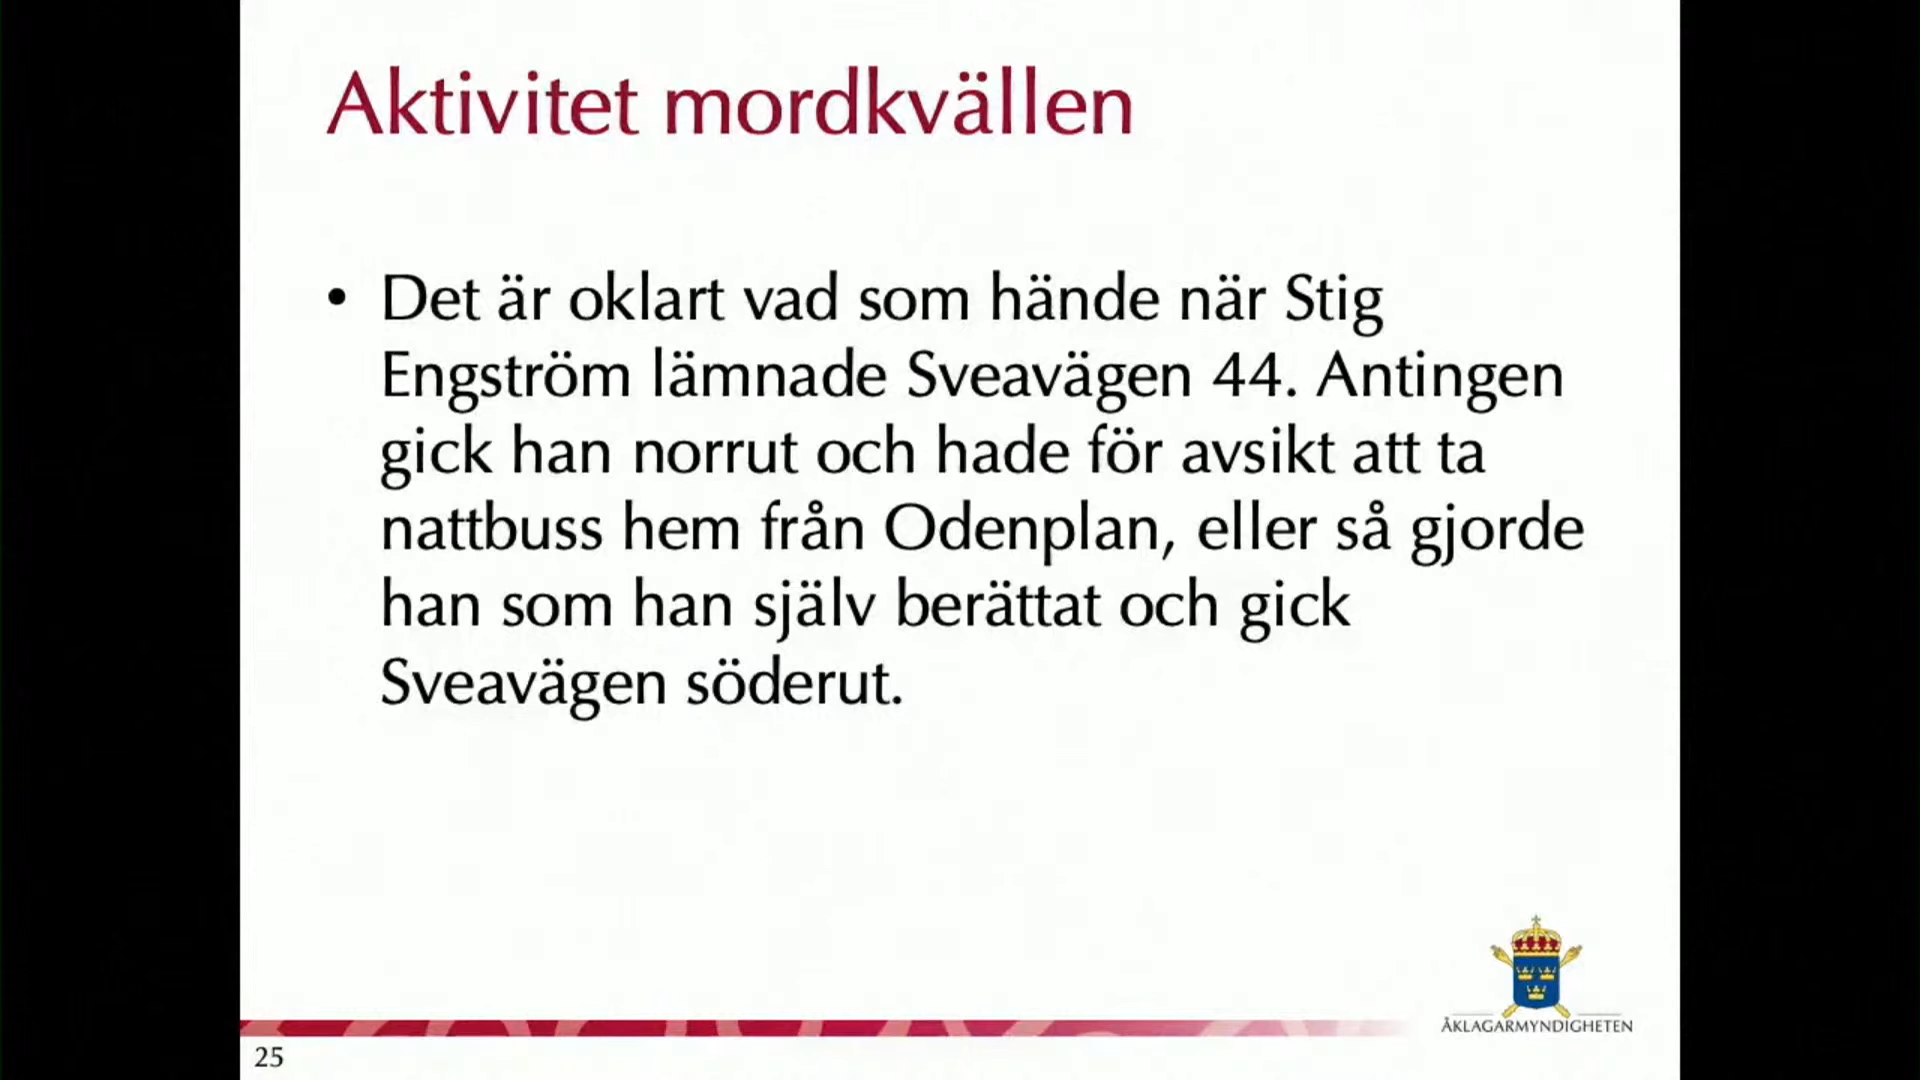 Aktivitet mordkvällen
• Det är oklart vad som hände när Stig
Engström lämnade Sveavägen 44. Antingen
gick han norrut och hade för avsikt att ta
nattbuss hem från Odenplan, eller så gjorde
han som han själv berättat och gick
Sveavägen söderut.
ÅKLAGARMYNDIGHETEN
25